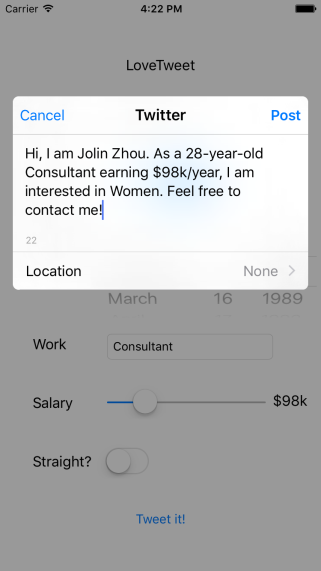 Carrier 4:22 PM
LoveTweet
Cancel Twitter Post
Hi, I am Jolin Zhou. As a 28-year-old
Consultant earning $98k/year, I am
interested in Women. Feel free to
contact me!
22
Location None
March 16 1989
Work Consultant
Salary $98k
Straight?
Tweet it!